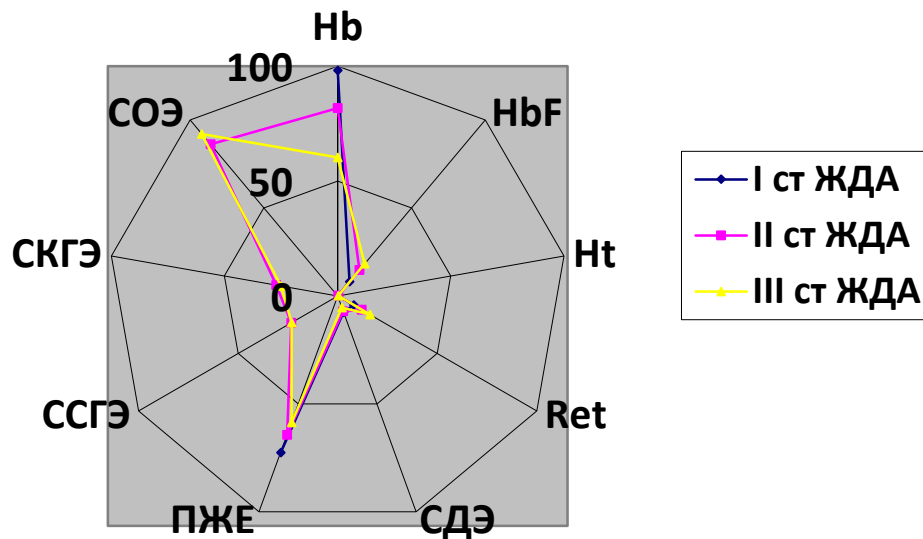 Hb
100
СОЭ
HbF
50
СКГЭ
Ht
0
ССГЭ
Ret
ПЖЕ
СДЭ
I ст ЖДА
II ст ЖДА
III ст ЖДА